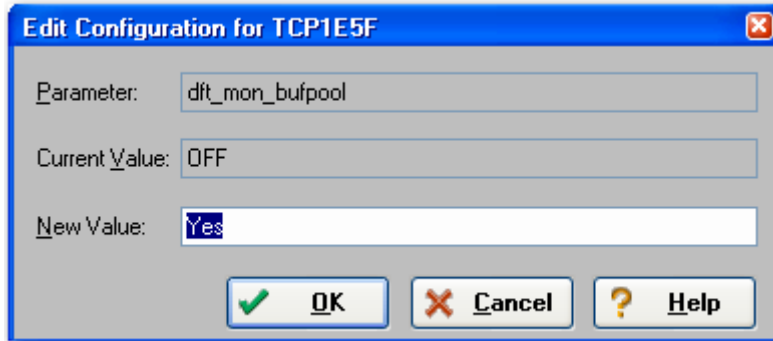 Edit Configuration for TCP1E5F
Parameter: dft_mon_bufpool
Current Value: OFF
New Value: Yes
OK Cancel Help